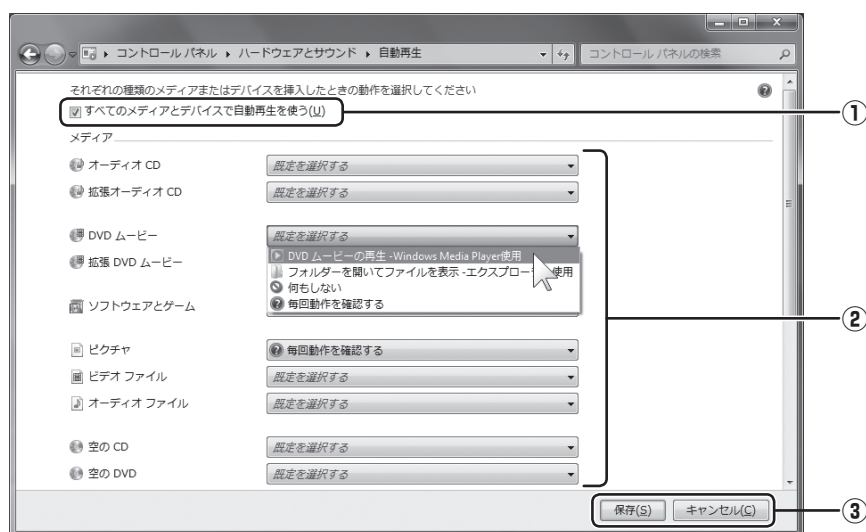 コントロール パネル ▸ ハードウェアとサウンド ▸ 自動再生
コントロール パネルの検索
それぞれの種類のメディアまたはデバイスを挿入したときの動作を選択してください
すべてのメディアとデバイスで自動再生を使う(U)
①
メディア
オーディオ CD 既定を選択する
拡張オーディオ CD 既定を選択する
DVD ムービー 既定を選択する
DVD ムービーの再生 -Windows Media Player使用
拡張 DVD ムービー
フォルダーを開いてファイルを表示 -エクスプロー 使用
何もしない
ソフトウェアとゲーム
毎回動作を確認する
②
ピクチャ 毎回動作を確認する
ビデオ ファイル 既定を選択する
オーディオ ファイル 既定を選択する
空の CD 既定を選択する
空の DVD 既定を選択する
保存(S) キャンセル(C)
③